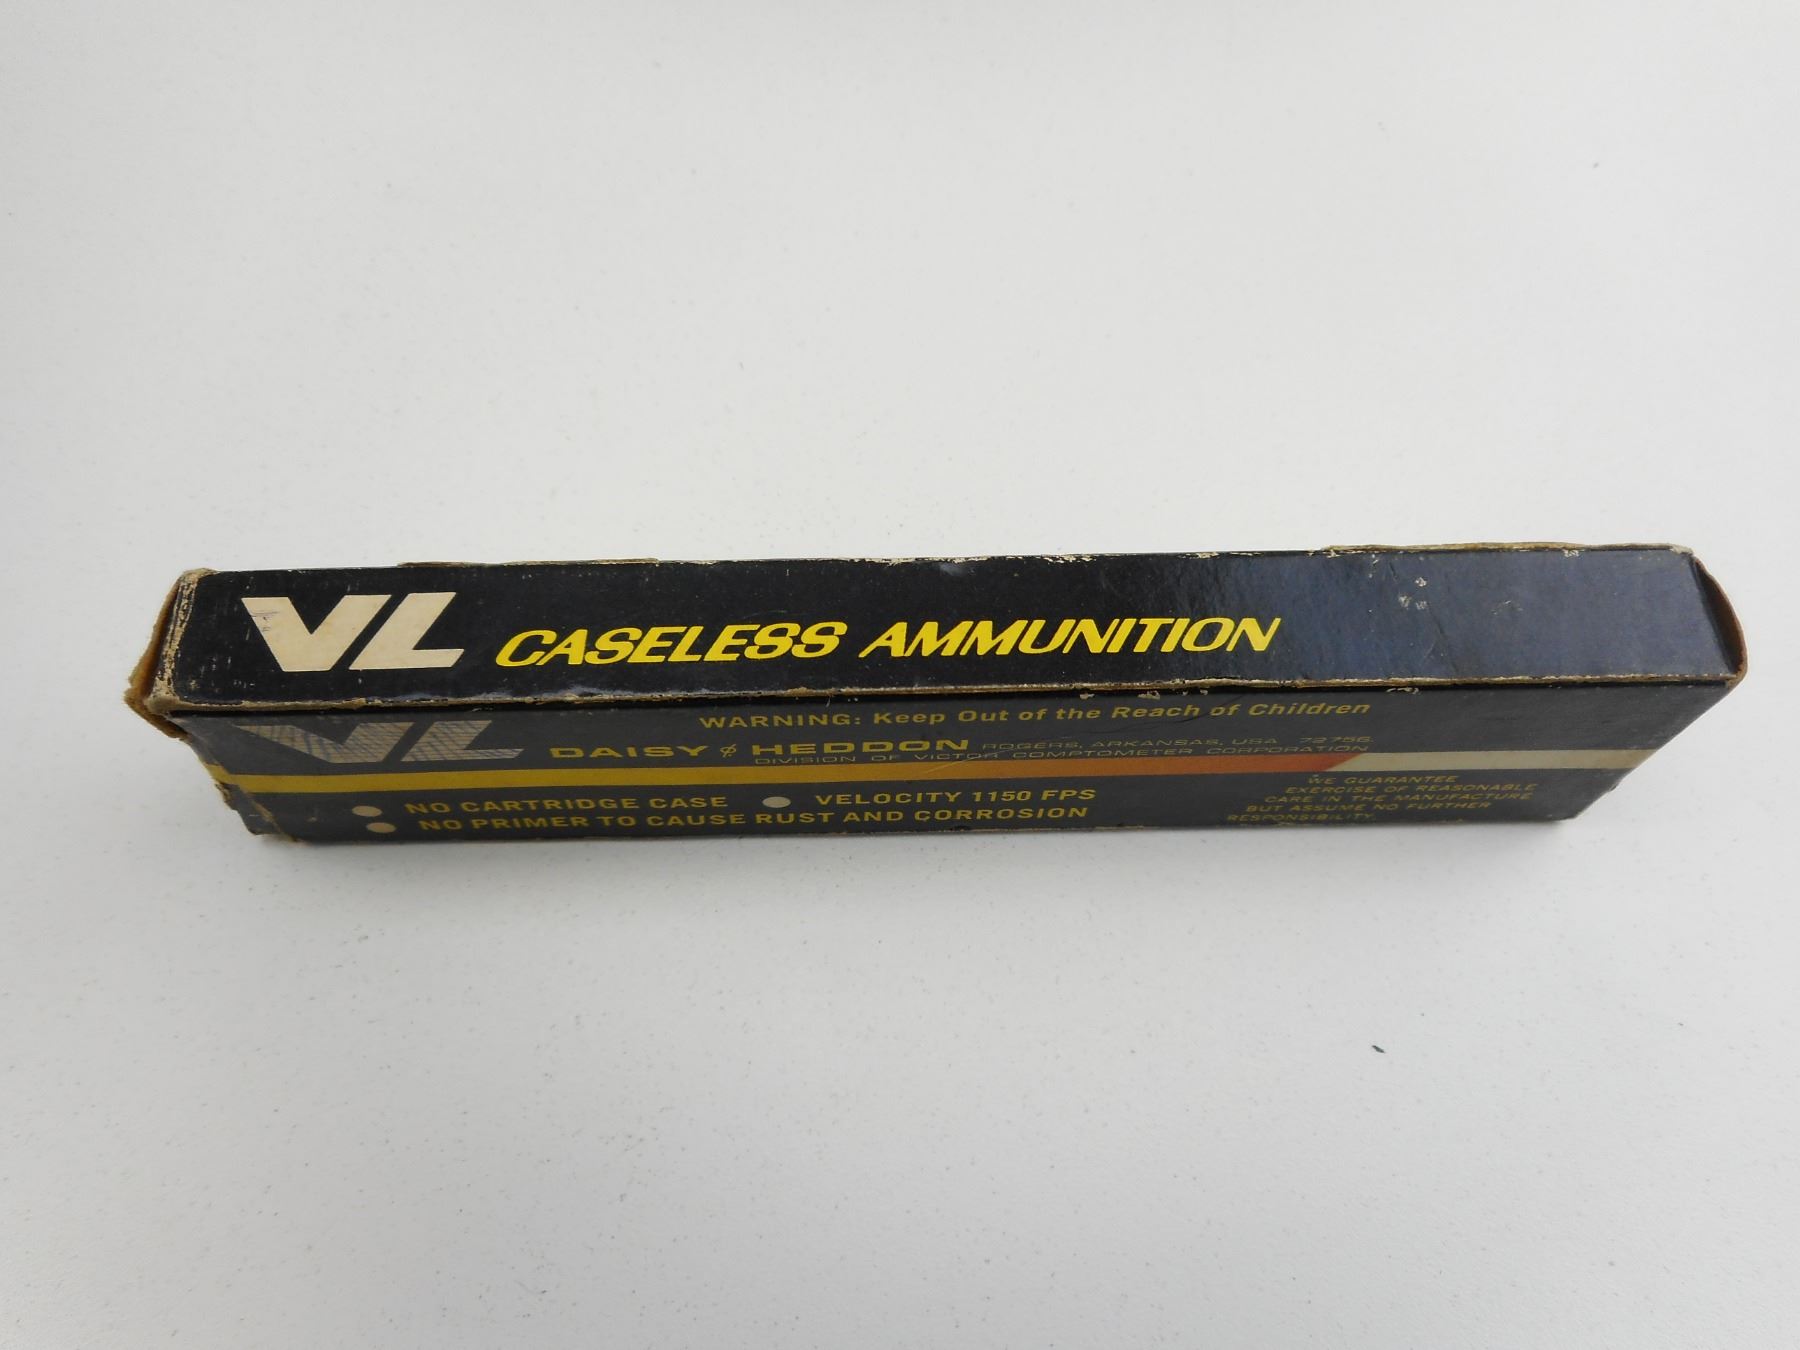 VL CASELESS AMMUNITION
WARNING: Keep Out of the Reach of Children
VL DAISY & HEDDON ROGERS, ARKANSAS, USA 72756
DIVISION OF VICTOR COMPTOMETER CORPORATION
NO CARTRIDGE CASE VELOCITY 1150 FPS
NO PRIMER TO CAUSE RUST AND CORROSION
WE GUARANTEE
EXERCISE OF REASONABLE
CARE IN THE MANUFACTURE
BUT ASSUME NO FURTHER
RESPONSIBILITY.